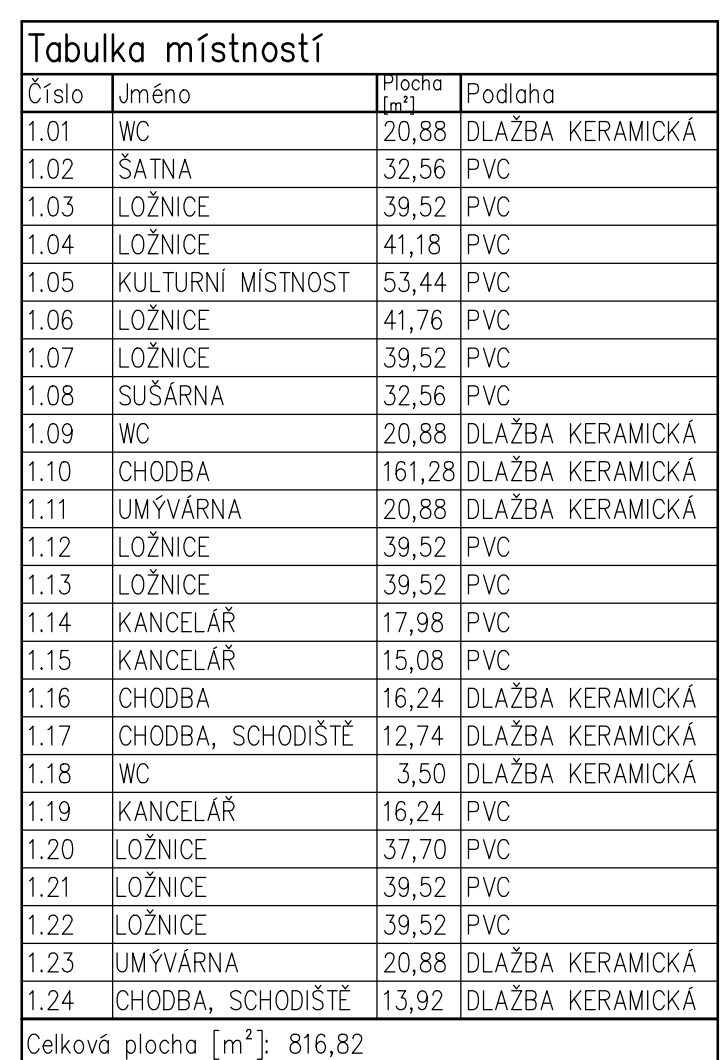 Tabulka místností
Číslo Jméno Plocha [m²] Podlaha
1.01 WC 20,88 DLAŽBA KERAMICKÁ
1.02 ŠATNA 32,56 PVC
1.03 LOŽNICE 39,52 PVC
1.04 LOŽNICE 41,18 PVC
1.05 KULTURNÍ MÍSTNOST 53,44 PVC
1.06 LOŽNICE 41,76 PVC
1.07 LOŽNICE 39,52 PVC
1.08 SUŠÁRNA 32,56 PVC
1.09 WC 20,88 DLAŽBA KERAMICKÁ
1.10 CHODBA 161,28 DLAŽBA KERAMICKÁ
1.11 UMÝVÁRNA 20,88 DLAŽBA KERAMICKÁ
1.12 LOŽNICE 39,52 PVC
1.13 LOŽNICE 39,52 PVC
1.14 KANCELÁŘ 17,98 PVC
1.15 KANCELÁŘ 15,08 PVC
1.16 CHODBA 16,24 DLAŽBA KERAMICKÁ
1.17 CHODBA, SCHODIŠTĚ 12,74 DLAŽBA KERAMICKÁ
1.18 WC 3,50 DLAŽBA KERAMICKÁ
1.19 KANCELÁŘ 16,24 PVC
1.20 LOŽNICE 37,70 PVC
1.21 LOŽNICE 39,52 PVC
1.22 LOŽNICE 39,52 PVC
1.23 UMÝVÁRNA 20,88 DLAŽBA KERAMICKÁ
1.24 CHODBA, SCHODIŠTĚ 13,92 DLAŽBA KERAMICKÁ
Celková plocha [m²]: 816,82